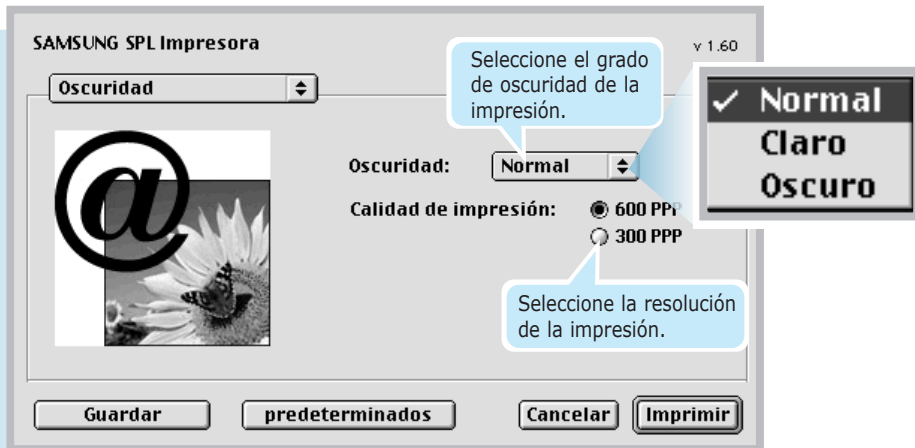 SAMSUNG SPL Impresora
v 1.60
Oscuridad
Seleccione el grado
de oscuridad de la
impresión.
Oscuridad:
Normal
Normal
Claro
Oscuro
Calidad de impresión:
600 PPP
300 PPP
Seleccione la resolución
de la impresión.
Guardar
predeterminados
Cancelar
Imprimir
@